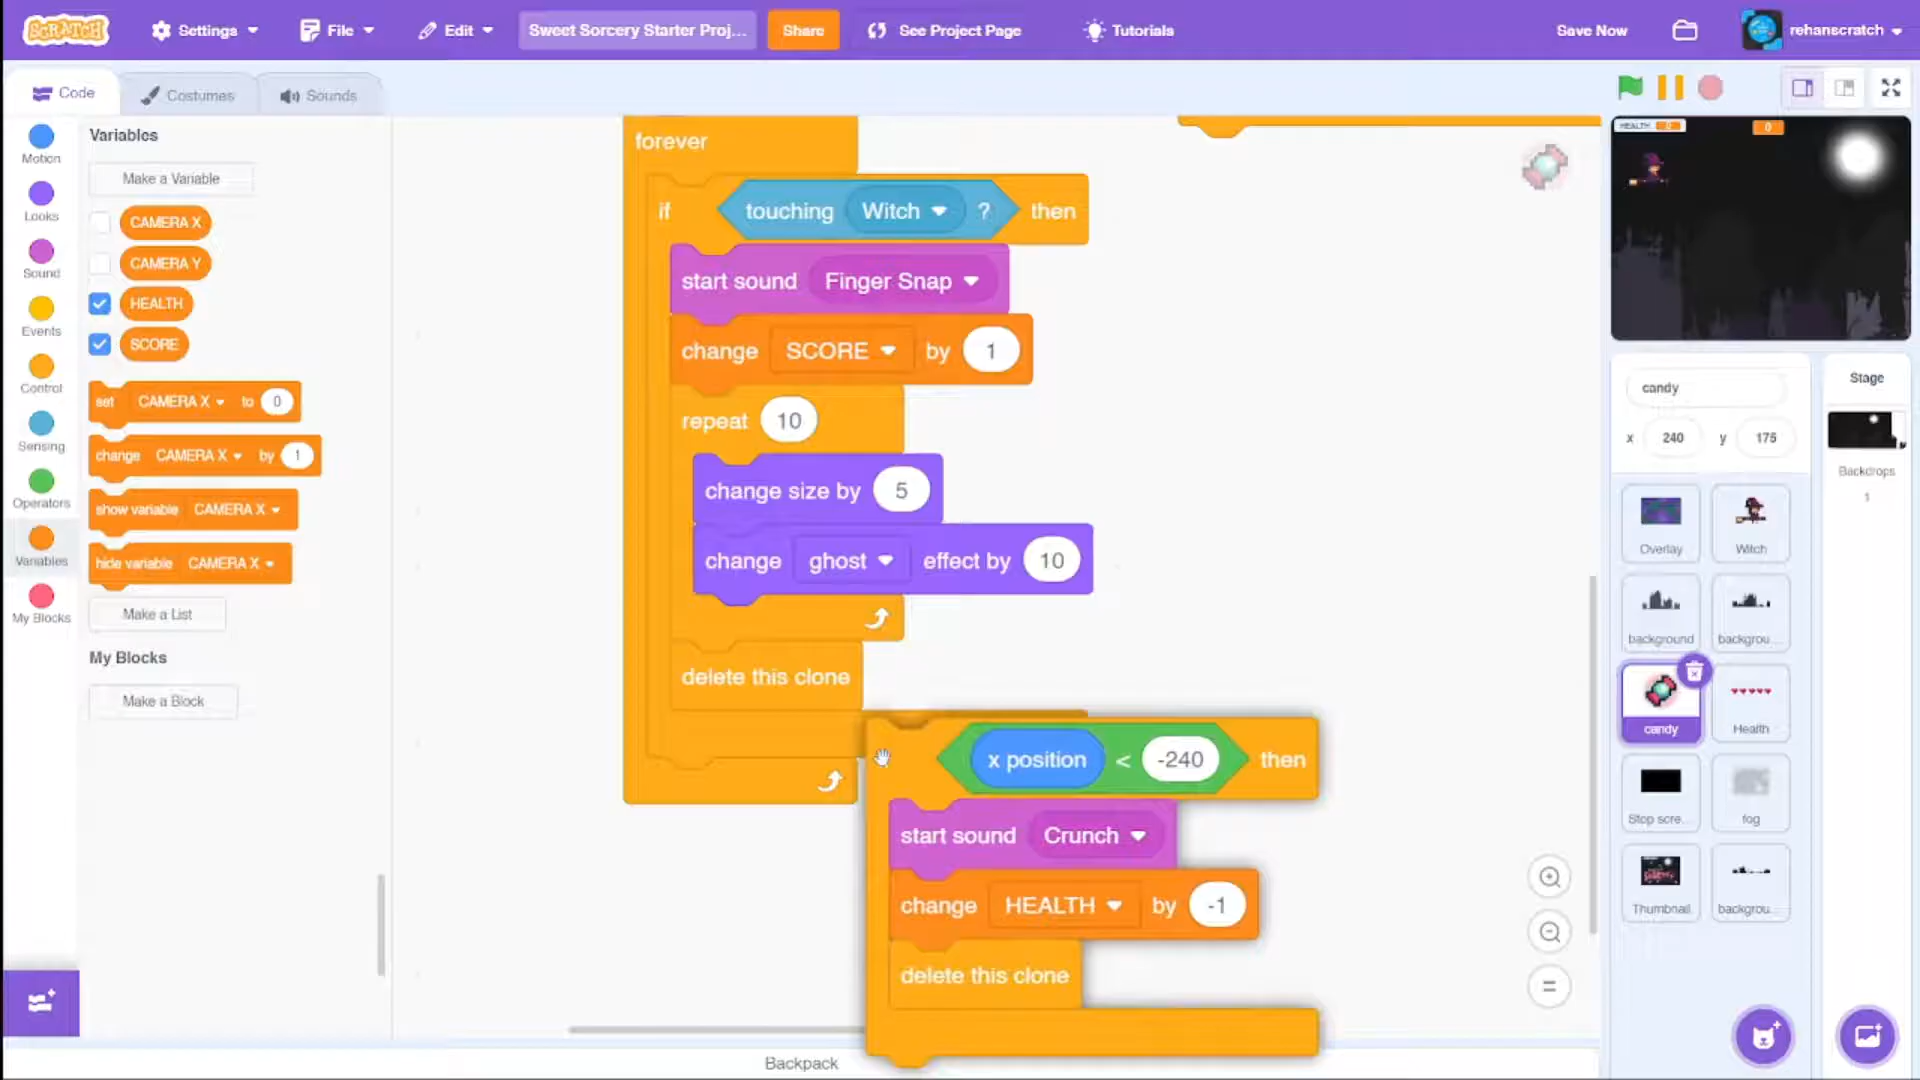 SCRATCH
Settings
File
Edit
Sweet Sorcery Starter Proj...
Share
See Project Page
Tutorials
Save Now
rehanscratch
Code
Costumes
Sounds
Motion
Looks
Sound
Events
Control
Sensing
Operators
Variables
My Blocks
Variables
Make a Variable
CAMERA X
CAMERA Y
HEALTH
SCORE
set CAMERA X to 0
change CAMERA X by 1
show variable CAMERA X
hide variable CAMERA X
Make a List
My Blocks
Make a Block
forever
if touching Witch ? then
start sound Finger Snap
change SCORE by 1
repeat 10
change size by 5
change ghost effect by 10
delete this clone
x position < -240 then
start sound Crunch
change HEALTH by -1
delete this clone
Backpack
HEALTH
0
candy
x 240 y 175
Stage
Backdrops
1
Overlay
Witch
background
backgrou...
candy
Health
Stop scre...
fog
Thumbnail
backgrou...